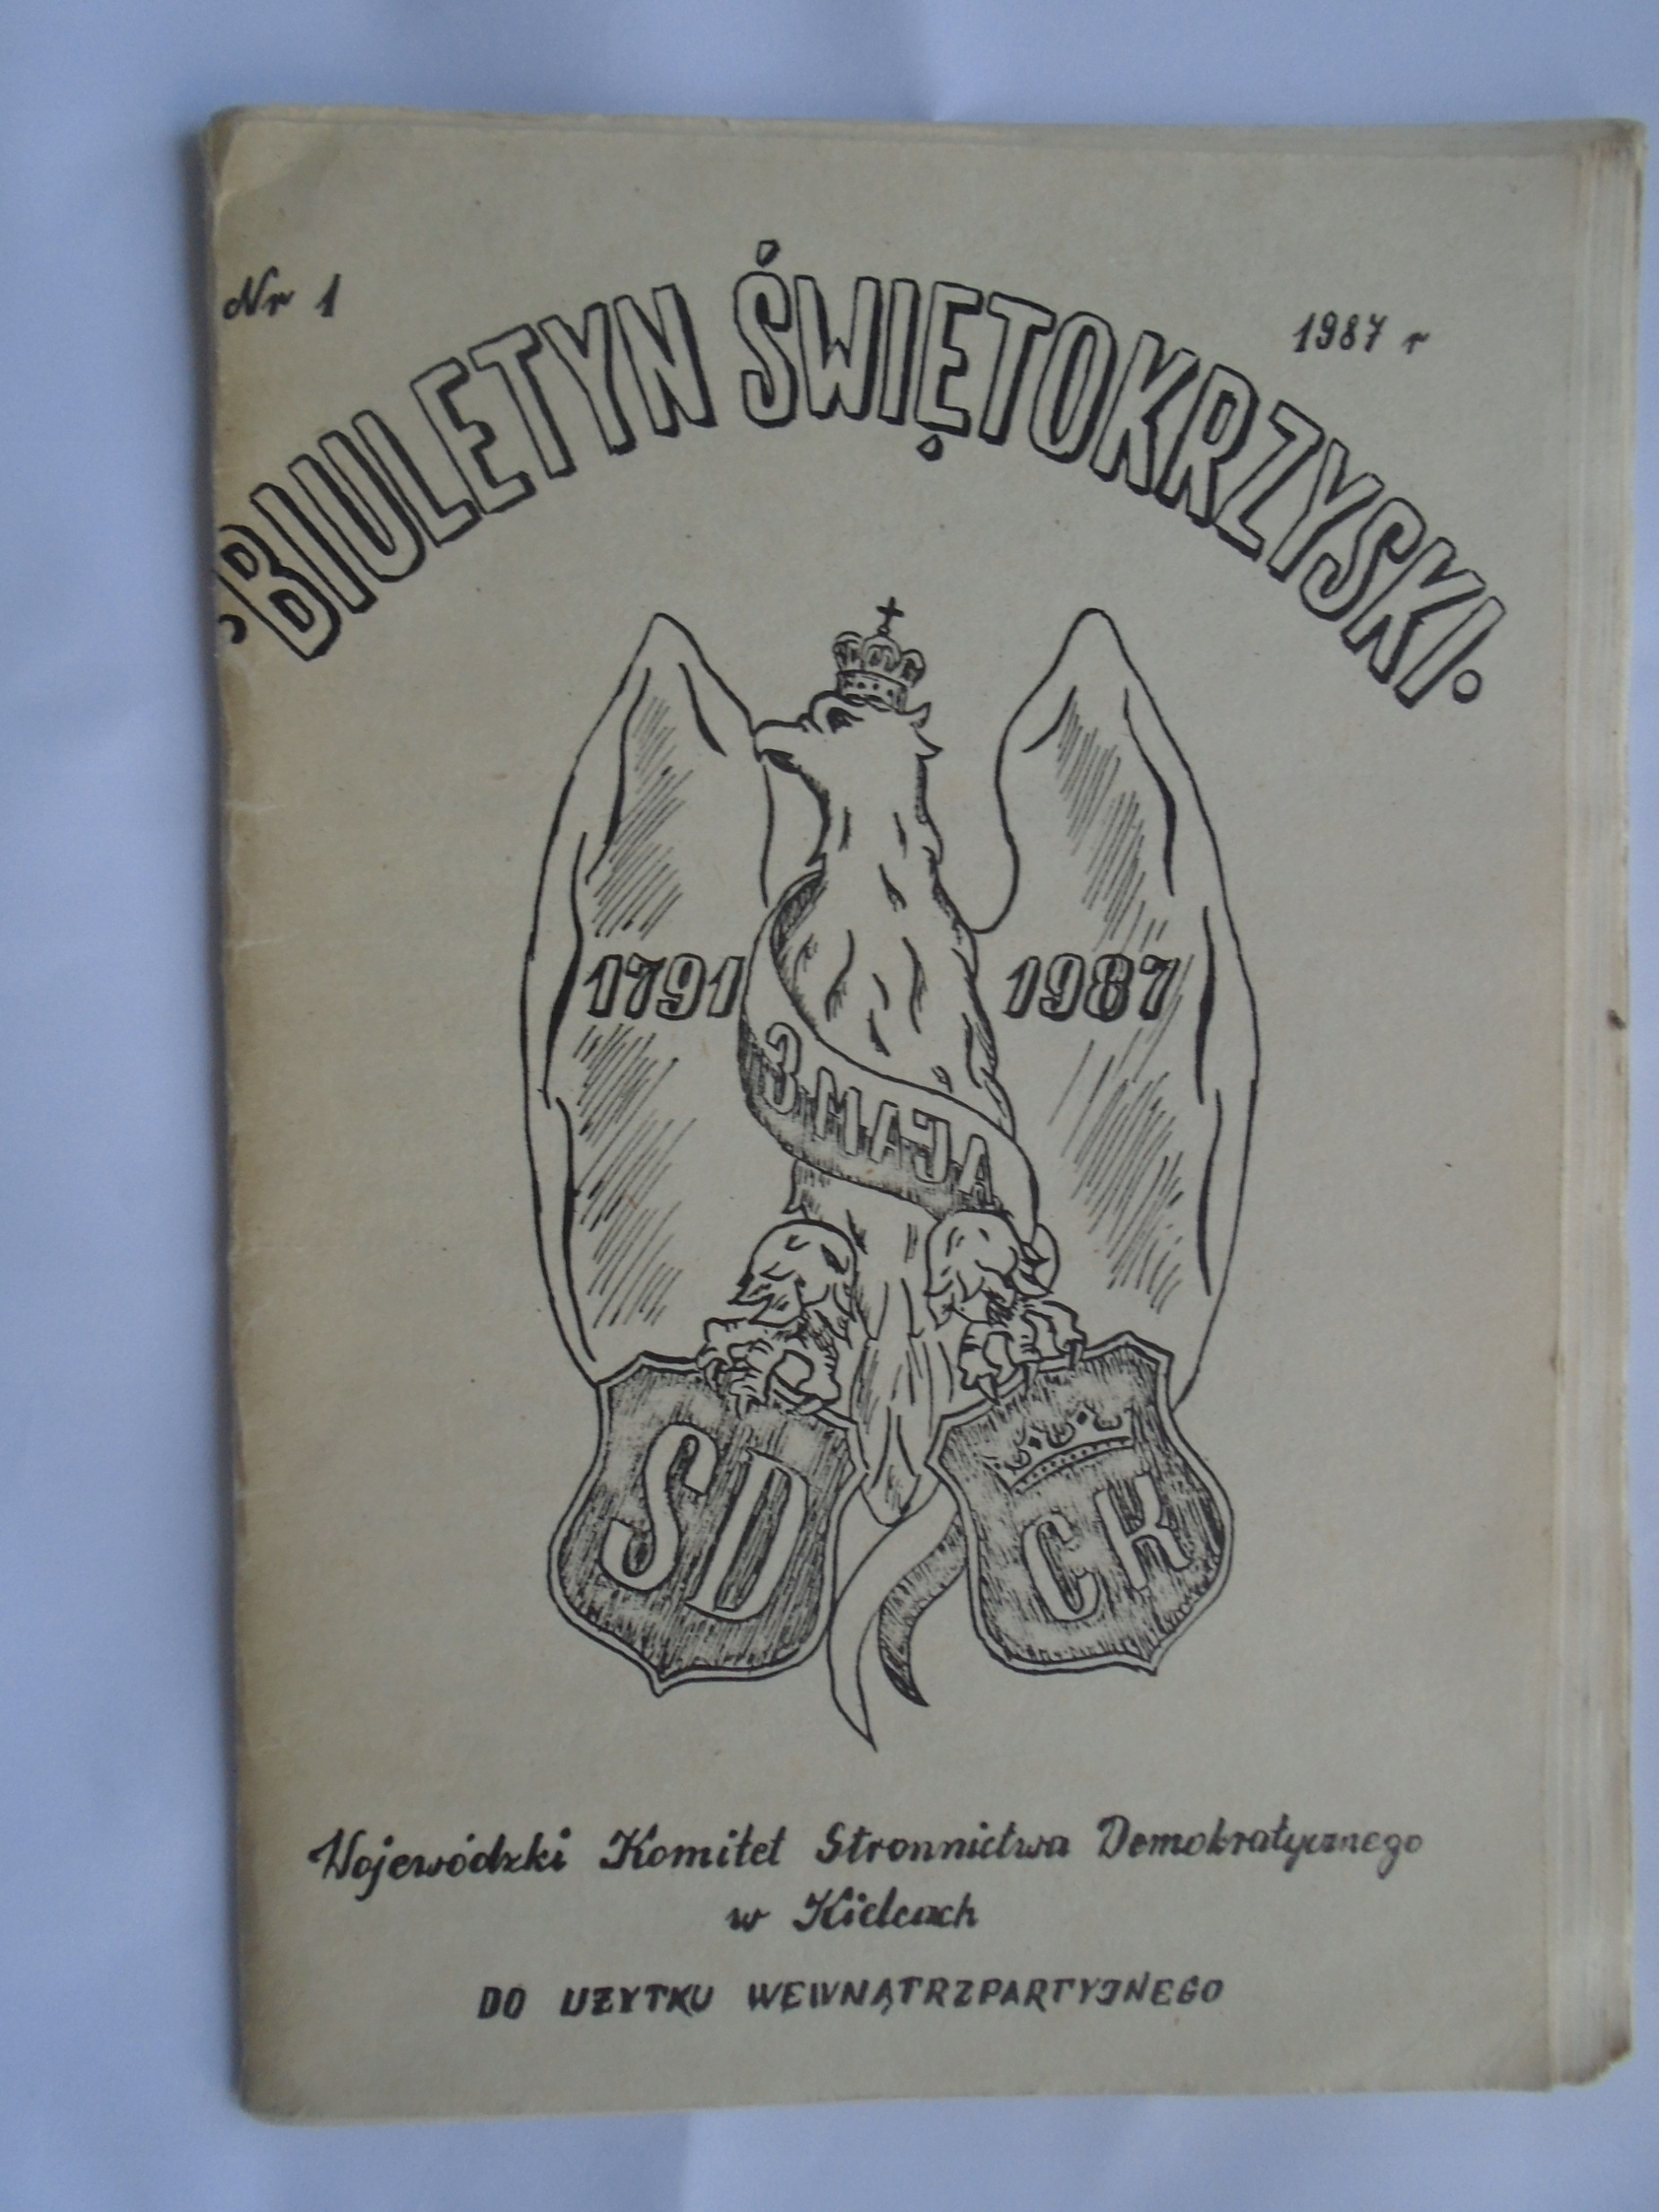 Nr 1
1987 r
•BIULETYN ŚWIĘTOKRZYSKI•
1791
1987
3 MAJA
SD
CK
Wojewódzki Komitet Stronnictwa Demokratycznego
w Kielcach
DO UŻYTKU WEWNĄTRZPARTYJNEGO